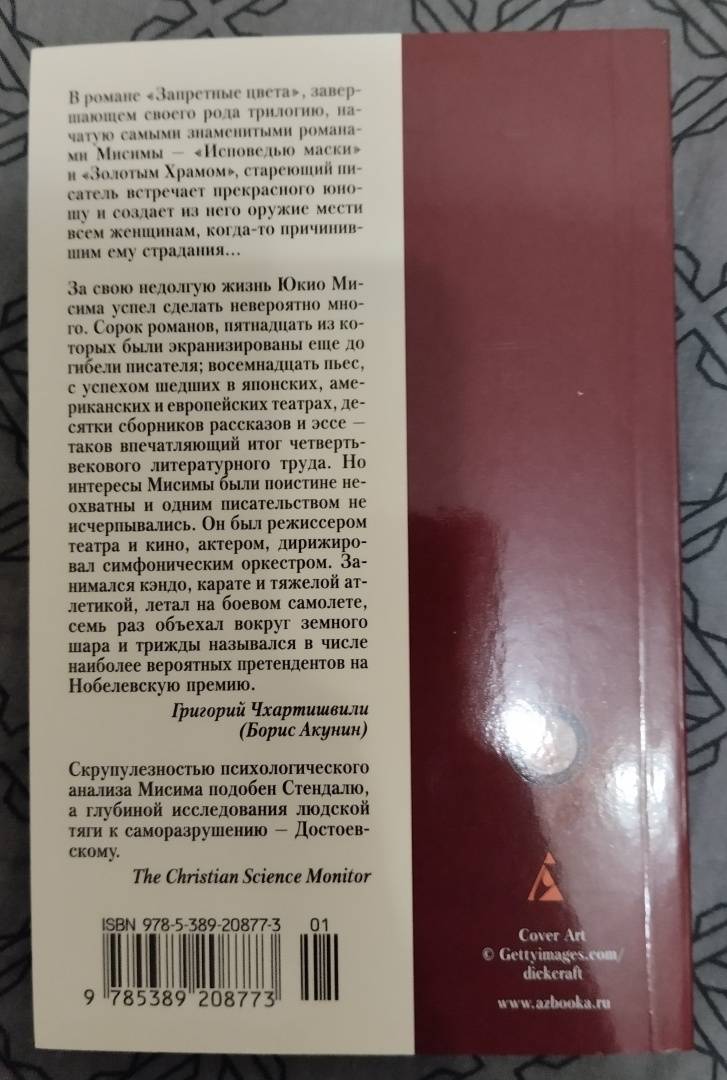 В романе «Запретные цвета», завер-
шающем своего рода трилогию, на-
чатую самыми знаменитыми романа-
ми Мисимы — «Исповедью маски»
и «Золотым Храмом», стареющий пи-
сатель встречает прекрасного юно-
шу и создает из него оружие мести
всем женщинам, когда-то причинив-
шим ему страдания...
За свою недолгую жизнь Юкио Ми-
сима успел сделать невероятно мно-
го. Сорок романов, пятнадцать из ко-
торых были экранизированы еще до
гибели писателя; восемнадцать пьес,
с успехом шедших в японских, аме-
риканских и европейских театрах, де-
сятки сборников рассказов и эссе —
таков впечатляющий итог четверть-
векового литературного труда. Но
интересы Мисимы были поистине не-
охватны и одним писательством не
исчерпывались. Он был режиссером
театра и кино, актером, дирижиро-
вал симфоническим оркестром. За-
нимался кэндо, карате и тяжелой ат-
летикой, летал на боевом самолете,
семь раз объехал вокруг земного
шара и трижды назывался в числе
наиболее вероятных претендентов на
Нобелевскую премию.
Григорий Чхартишвили
(Борис Акунин)
Скрупулезностью психологического
анализа Мисима подобен Стендалю,
а глубиной исследования людской
тяги к саморазрушению — Достоев-
скому.
The Christian Science Monitor
ISBN 978-5-389-20877-3 01
9 785389 208773
Cover Art
© Gettyimages.com/
dickcraft
www.azbooka.ru